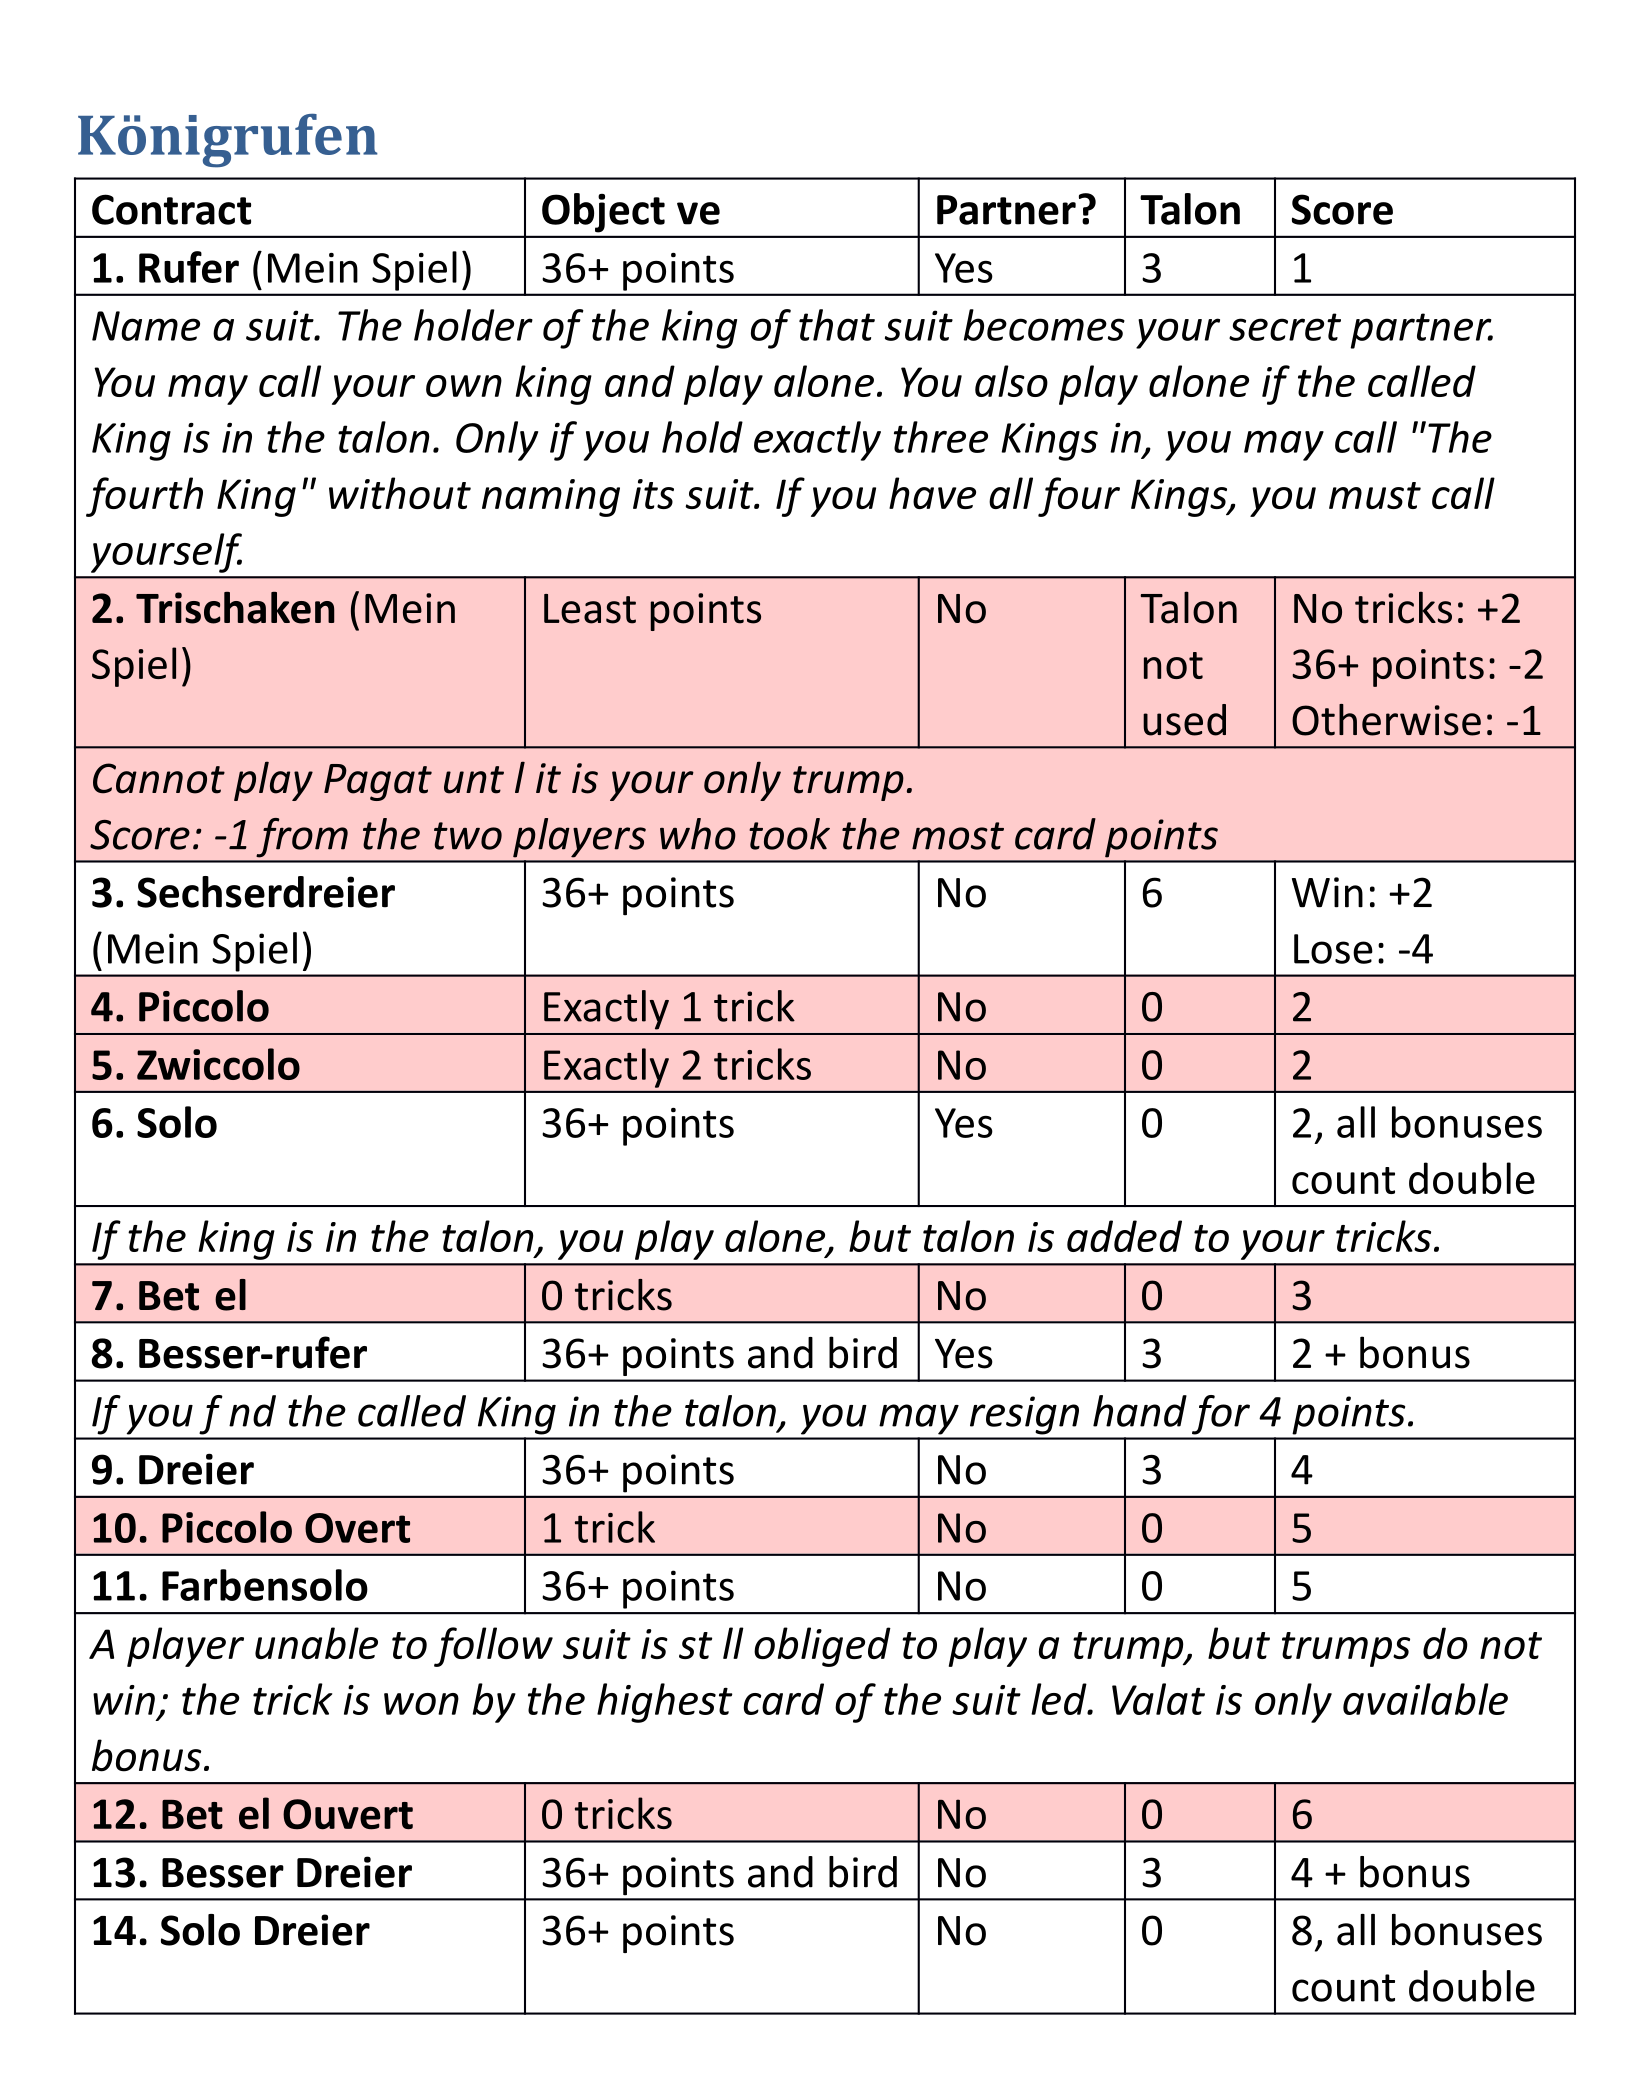 Königrufen
Contract Object ve Partner? Talon Score
1. Rufer (Mein Spiel) 36+ points Yes 3 1
Name a suit. The holder of the king of that suit becomes your secret partner.
You may call your own king and play alone. You also play alone if the called
King is in the talon. Only if you hold exactly three Kings in, you may call "The
fourth King" without naming its suit. If you have all four Kings, you must call
yourself.
2. Trischaken (Mein Least points No Talon No tricks: +2
Spiel) not 36+ points: -2
used Otherwise: -1
Cannot play Pagat unt l it is your only trump.
Score: -1 from the two players who took the most card points
3. Sechserdreier 36+ points No 6 Win: +2
(Mein Spiel) Lose: -4
4. Piccolo Exactly 1 trick No 0 2
5. Zwiccolo Exactly 2 tricks No 0 2
6. Solo 36+ points Yes 0 2, all bonuses
count double
If the king is in the talon, you play alone, but talon is added to your tricks.
7. Bet el 0 tricks No 0 3
8. Besser-rufer 36+ points and bird Yes 3 2 + bonus
If you f nd the called King in the talon, you may resign hand for 4 points.
9. Dreier 36+ points No 3 4
10. Piccolo Overt 1 trick No 0 5
11. Farbensolo 36+ points No 0 5
A player unable to follow suit is st ll obliged to play a trump, but trumps do not
win; the trick is won by the highest card of the suit led. Valat is only available
bonus.
12. Bet el Ouvert 0 tricks No 0 6
13. Besser Dreier 36+ points and bird No 3 4 + bonus
14. Solo Dreier 36+ points No 0 8, all bonuses
count double